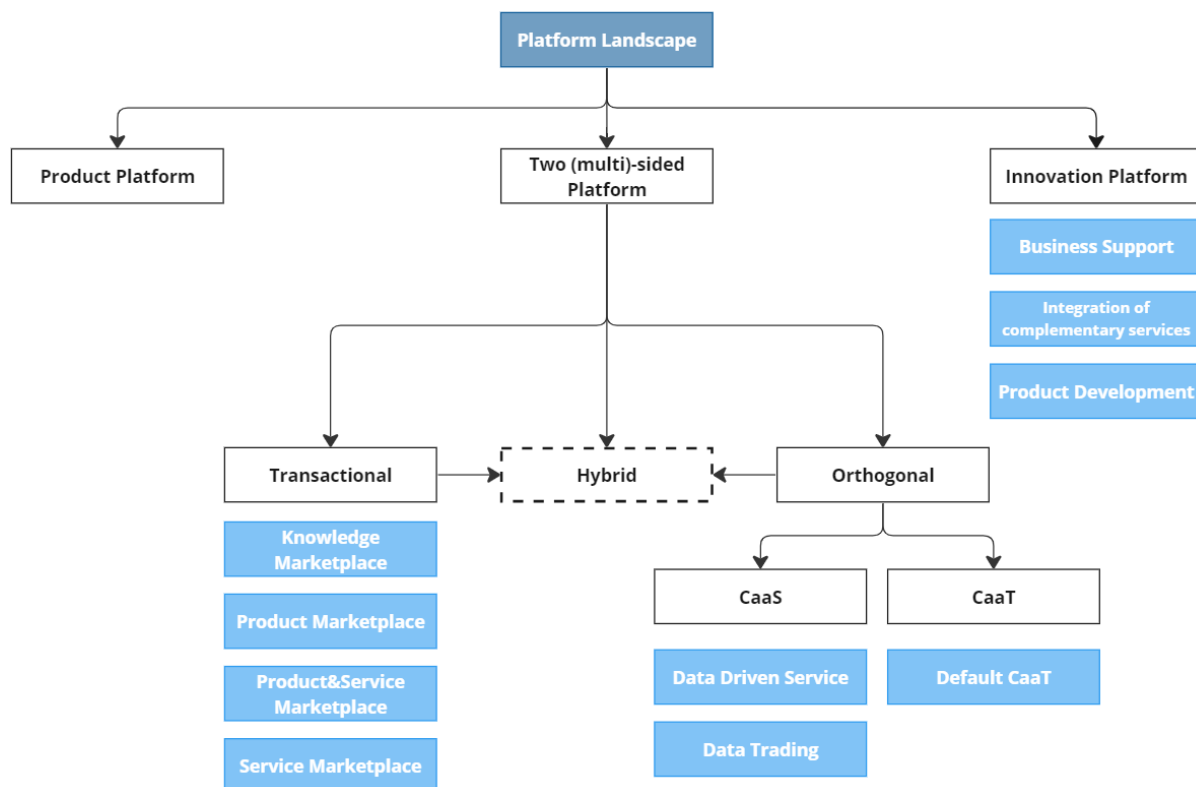 Platform Landscape
Product Platform
Two (multi)-sided
Platform
Innovation Platform
Business Support
Integration of
complementary services
Product Development
Transactional
Hybrid
Orthogonal
Knowledge
Marketplace
Product Marketplace
Product&Service
Marketplace
Service Marketplace
CaaS
CaaT
Data Driven Service
Default CaaT
Data Trading